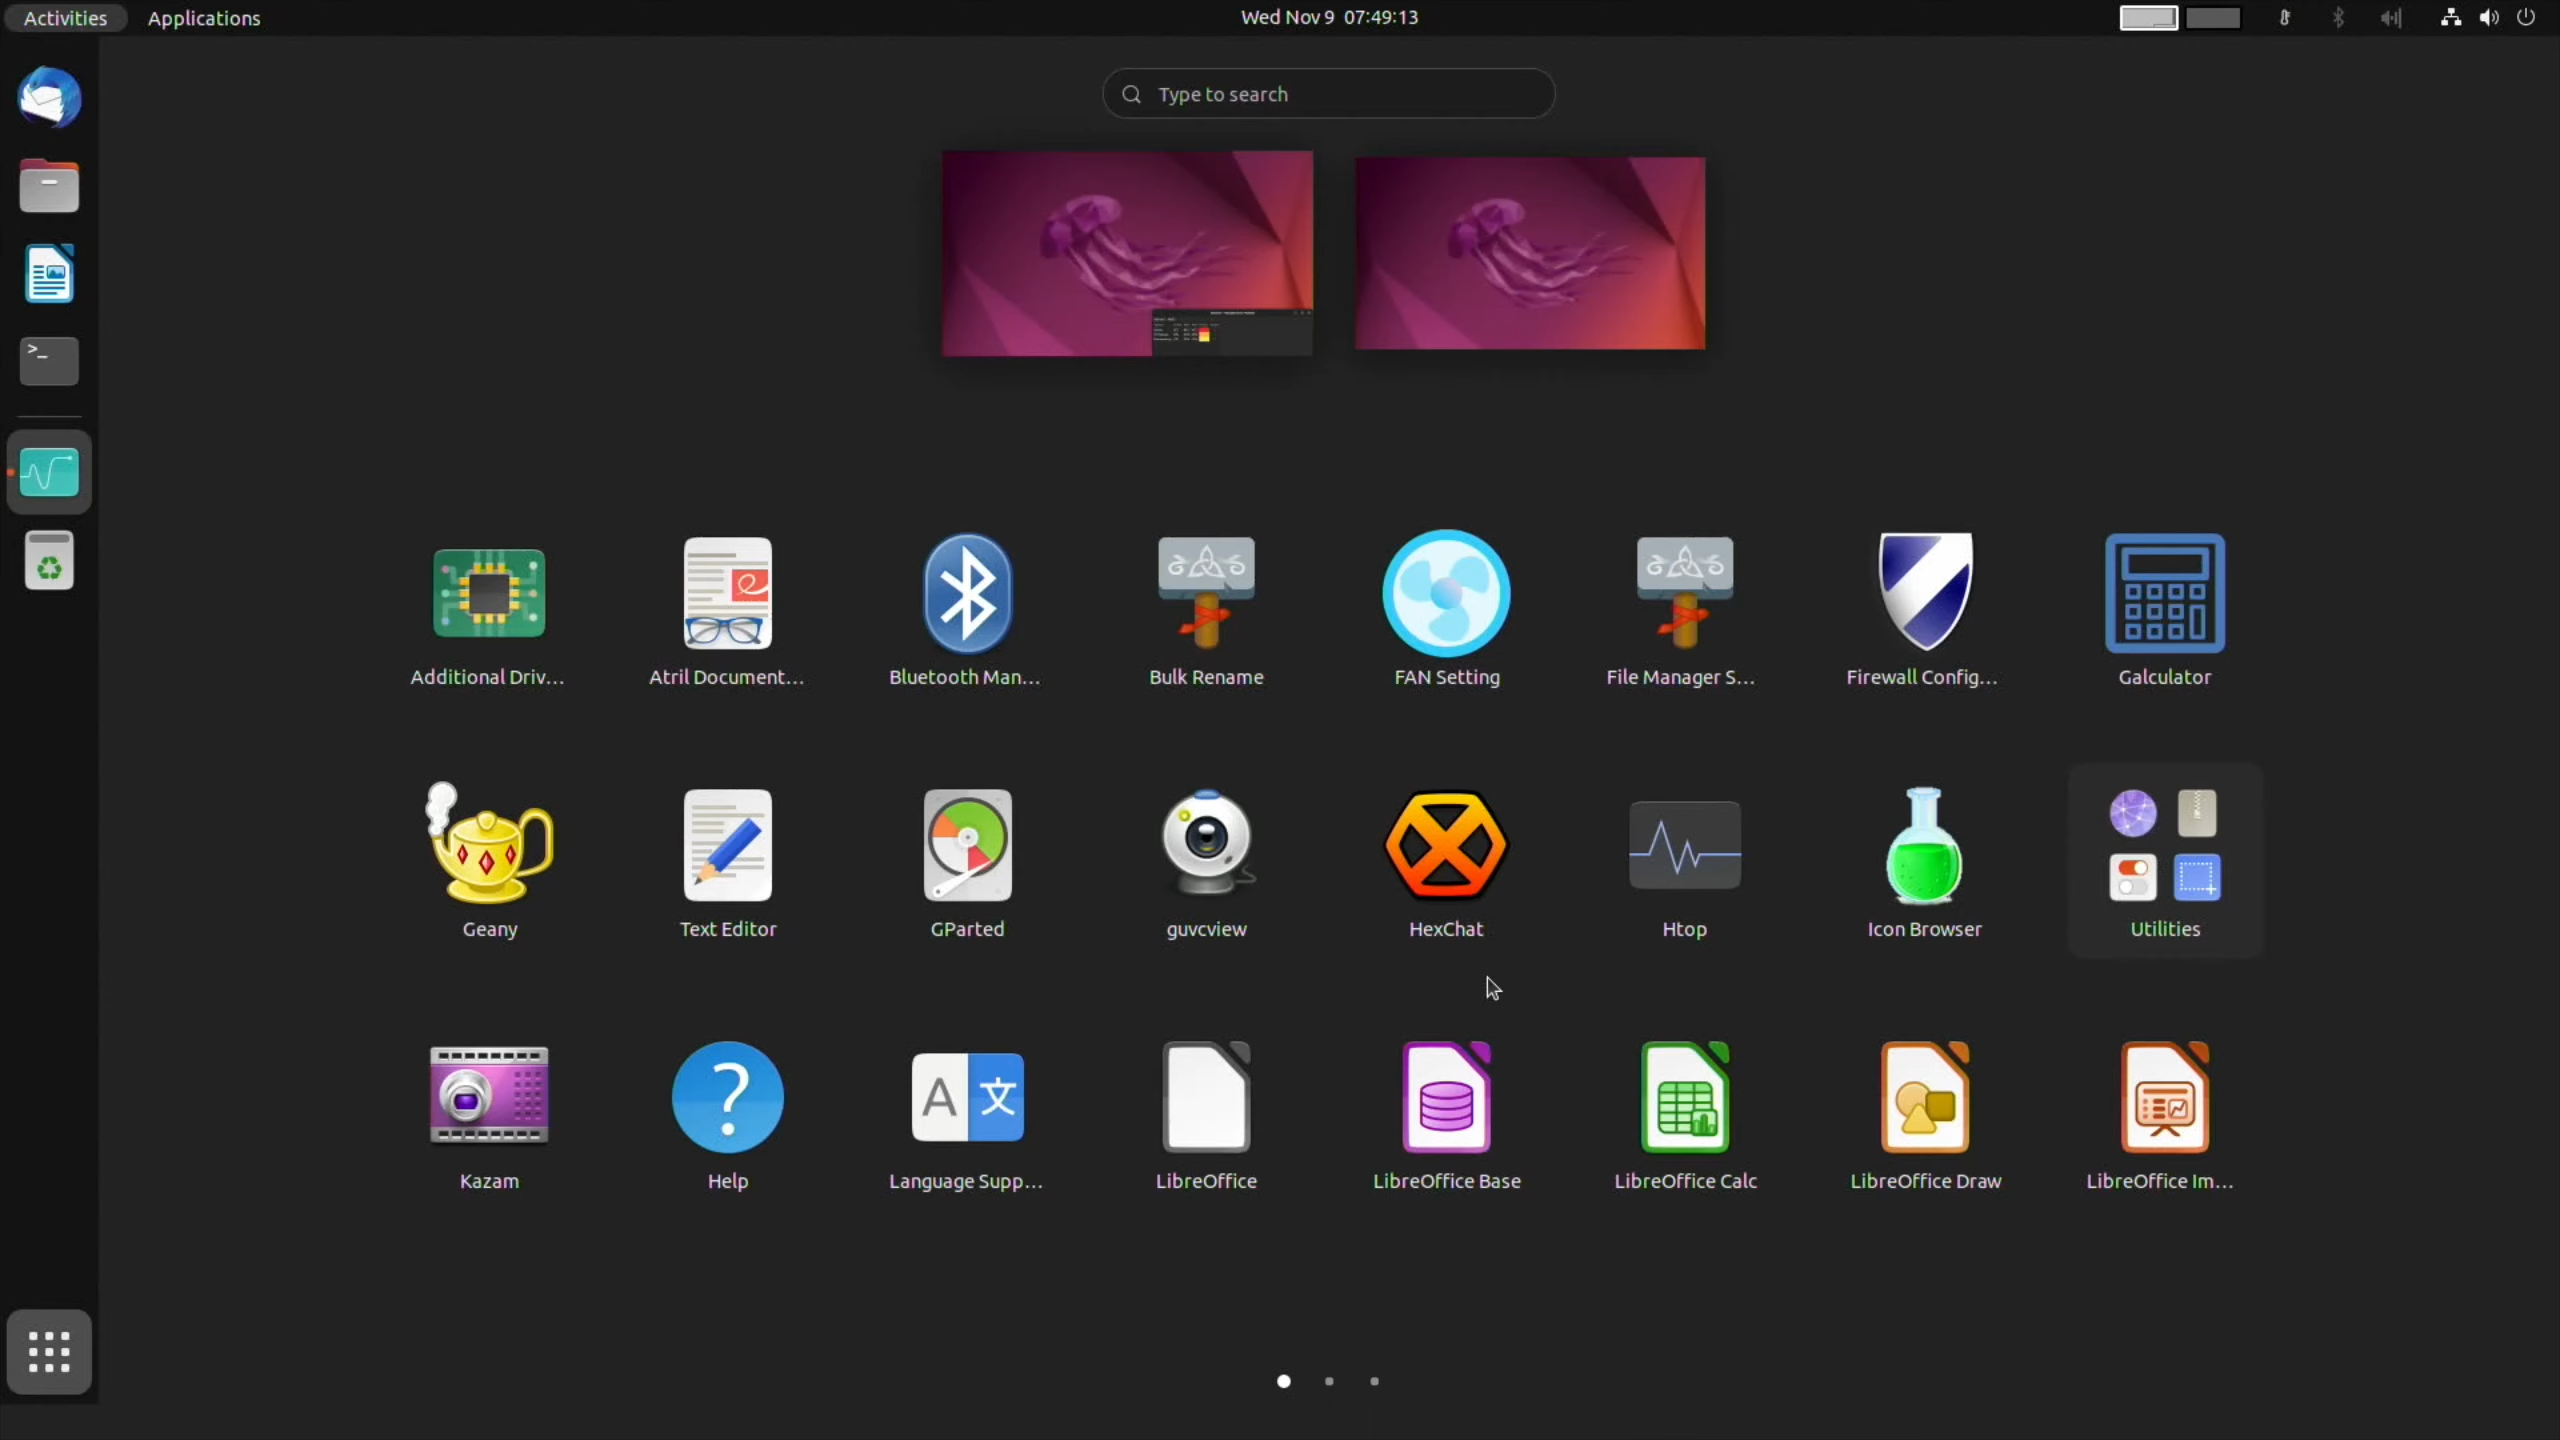 Activities Applications Wed Nov 9 07:49:13
Type to search
>_
Additional Driv... Atril Document... Bluetooth Man... Bulk Rename FAN Setting File Manager S... Firewall Config... Galculator
Geany Text Editor GParted guvcview HexChat Htop Icon Browser Utilities
A 文
Kazam Help Language Supp... LibreOffice LibreOffice Base LibreOffice Calc LibreOffice Draw LibreOffice Im...